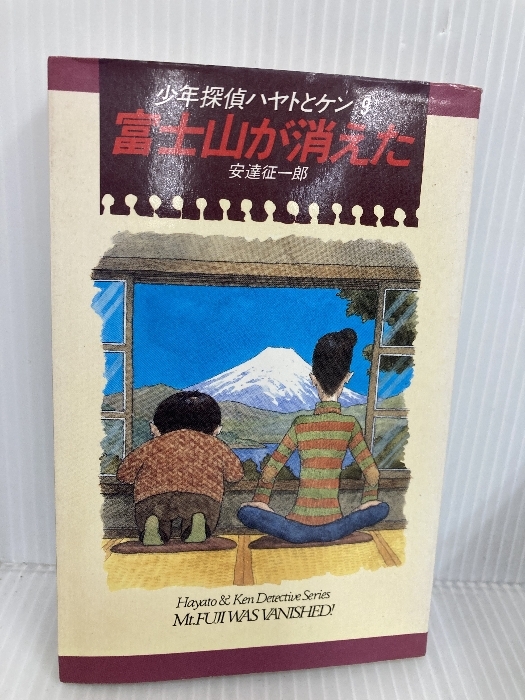 少年探偵ハヤトとケン 9
富士山が消えた
安達征一郎
Hayato & Ken Detective Series
Mt.FUJI WAS VANISHED!